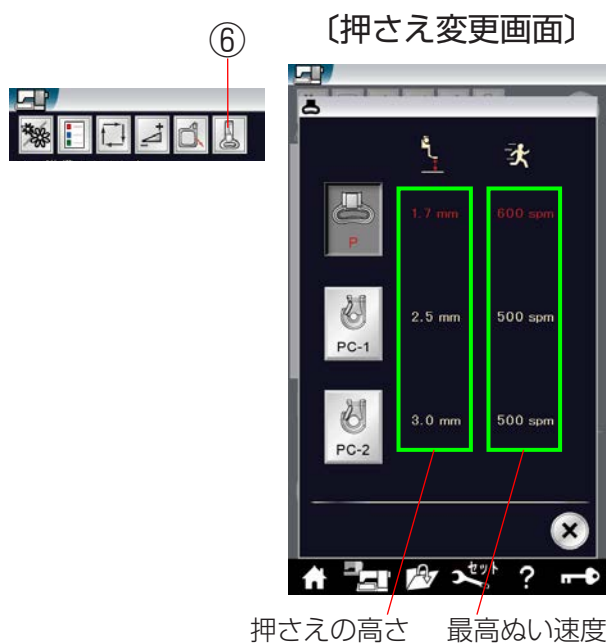 ⑥
〔押さえ変更画面〕
P
1.7 mm
600 spm
PC-1
2.5 mm
500 spm
PC-2
3.0 mm
500 spm
セット
?
押さえの高さ
最高ぬい速度